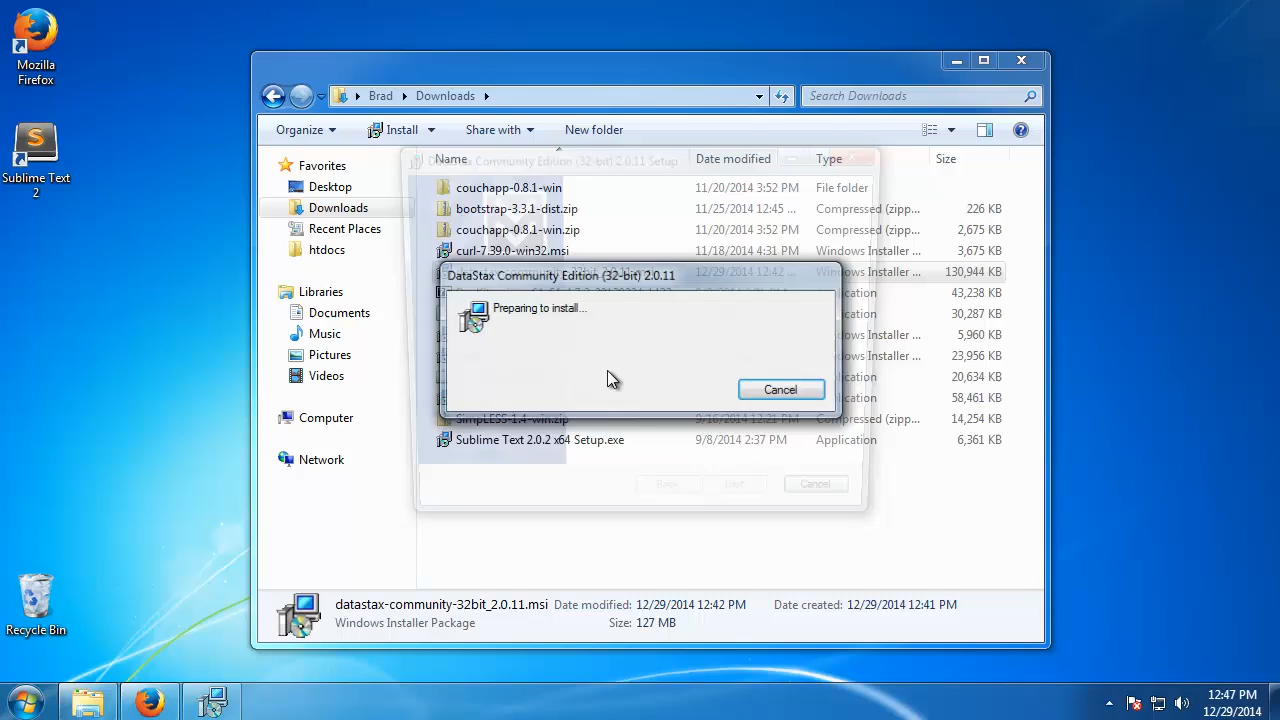 Mozilla
Firefox
Sublime Text
2
Recycle Bin
Brad
Downloads
Search Downloads
Organize
Install
Share with
New folder
Name
Date modified
Type
Size
DataStax Community Edition (32-bit) 2.0.11 Setup
Favorites
Desktop
Downloads
Recent Places
htdocs
Libraries
Documents
Music
Pictures
Videos
Computer
Network
couchapp-0.8.1-win 11/20/2014 3:52 PM File folder
bootstrap-3.3.1-dist.zip 11/25/2014 12:45 ... Compressed (zipp... 226 KB
couchapp-0.8.1-win.zip 11/20/2014 3:52 PM Compressed (zipp... 2,675 KB
curl-7.39.0-win32.msi 11/18/2014 4:31 PM Windows Installer ... 3,675 KB
12/29/2014 12:42 ... Windows Installer ... 130,944 KB
43,238 KB
30,287 KB
5,960 KB
23,956 KB
20,634 KB
58,461 KB
SimpLESS-1.4-win.zip 9/16/2014 12:21 PM Compressed (zipp... 14,254 KB
Sublime Text 2.0.2 x64 Setup.exe 9/8/2014 2:37 PM Application 6,361 KB
DataStax Community Edition (32-bit) 2.0.11
Preparing to install...
Cancel
Back
Next
Cancel
datastax-community-32bit_2.0.11.msi Date modified: 12/29/2014 12:42 PM Date created: 12/29/2014 12:41 PM
Windows Installer Package Size: 127 MB
12:47 PM
12/29/2014